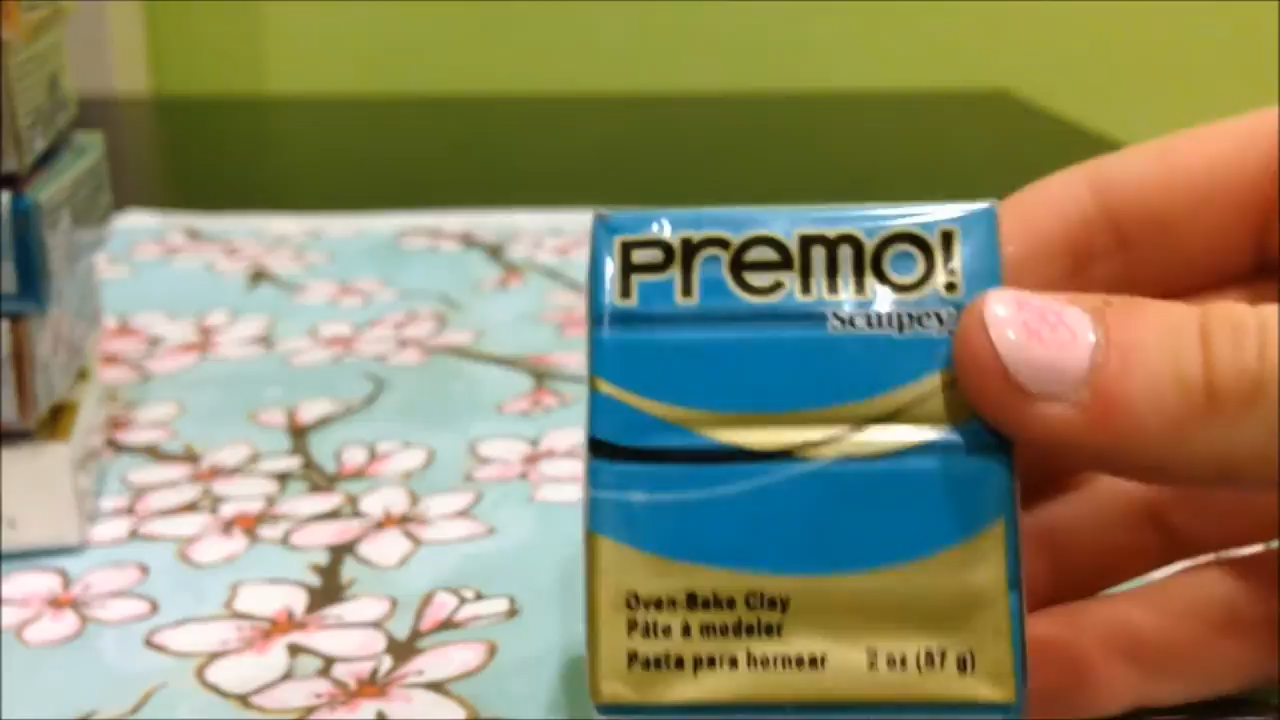 Premo!
Sculpey
Oven-Bake Clay
Pâte à modeler
Pasta para hornear 2 oz (57 g)